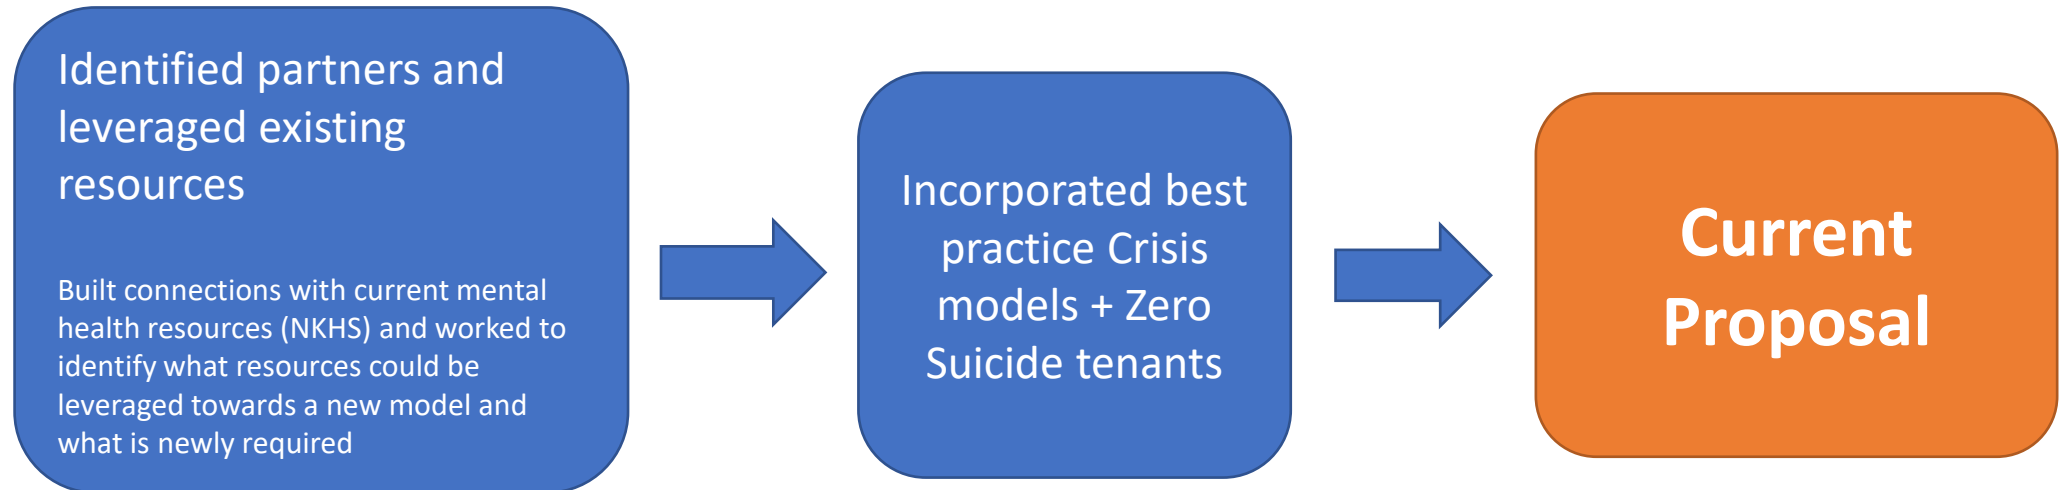 Identified partners and
leveraged existing
resources
Built connections with current mental
health resources (NKHS) and worked to
identify what resources could be
leveraged towards a new model and
what is newly required
Incorporated best
practice Crisis
models + Zero
Suicide tenants
Current
Proposal